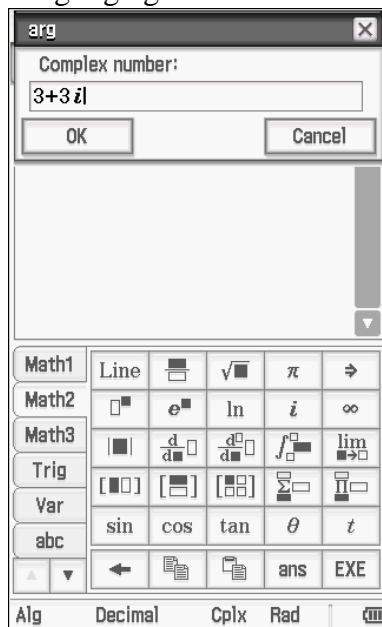 arg
Complex number:
3+3i
OK Cancel
Math1 Line √■ π ⇒
Math2 □■ e■ ln i ∞
Math3 |■| d/d■□ d□/d■□□ ∫ lim ■→□
Trig [■□] Σ□ Π□
Var sin cos tan θ t
abc
ans EXE
Alg Decimal Cplx Rad